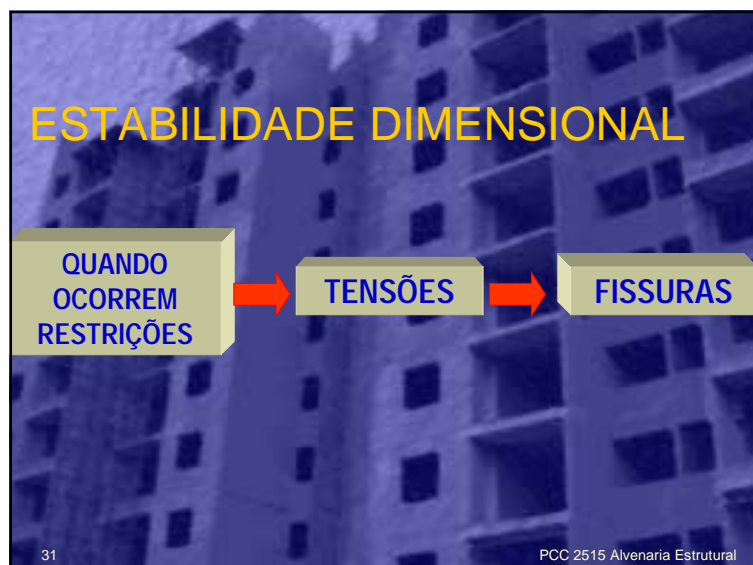 ESTABILIDADE DIMENSIONAL
QUANDO
OCORREM
RESTRIÇÕES
TENSÕES
FISSURAS
31
PCC 2515 Alvenaria Estrutural